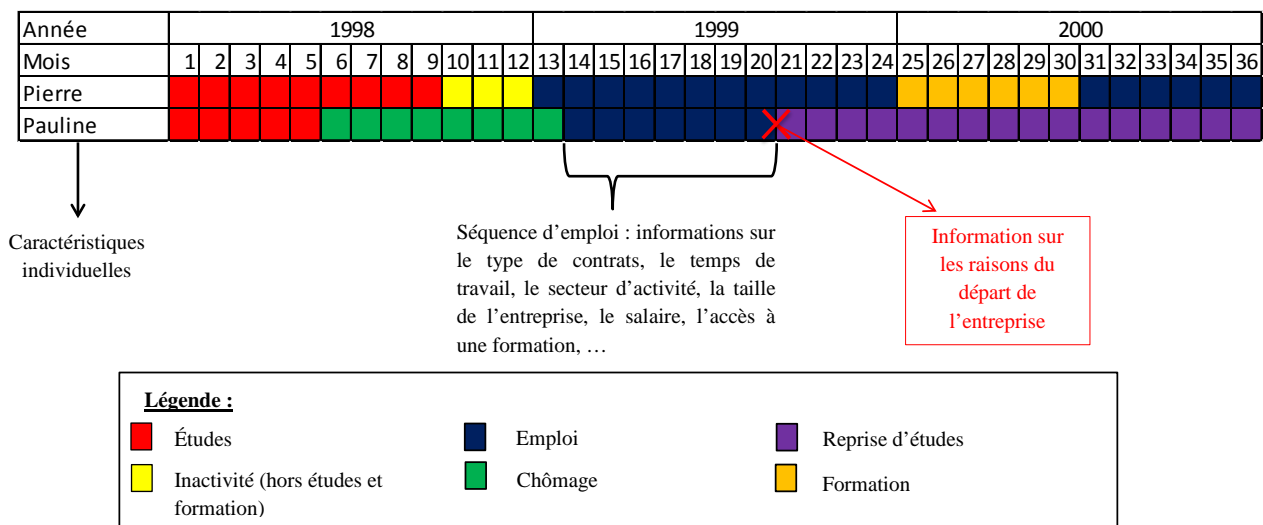 Année 1998 1999 2000
Mois 1 2 3 4 5 6 7 8 9 10 11 12 13 14 15 16 17 18 19 20 21 22 23 24 25 26 27 28 29 30 31 32 33 34 35 36
Pierre
Pauline
Caractéristiques
individuelles
Séquence d’emploi : informations sur
le type de contrats, le temps de
travail, le secteur d’activité, la taille
de l’entreprise, le salaire, l’accès à
une formation, …
Information sur
les raisons du
départ de
l’entreprise
Légende :
Études
Emploi
Reprise d’études
Inactivité (hors études et
formation)
Chômage
Formation